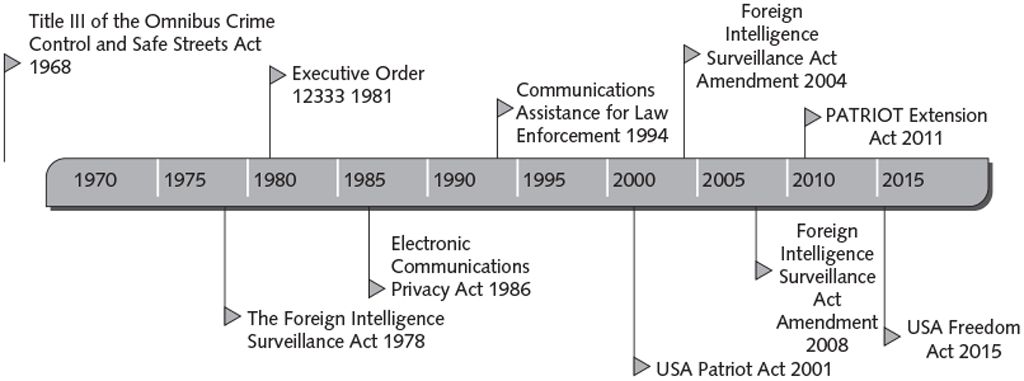 Title III of the Omnibus Crime
Control and Safe Streets Act
1968
Executive Order
12333 1981
Communications
Assistance for Law
Enforcement 1994
Foreign
Intelligence
Surveillance Act
Amendment 2004
PATRIOT Extension
Act 2011
1970 1975 1980 1985 1990 1995 2000 2005 2010 2015
The Foreign Intelligence
Surveillance Act 1978
Electronic
Communications
Privacy Act 1986
USA Patriot Act 2001
Foreign
Intelligence
Surveillance
Act
Amendment
2008
USA Freedom
Act 2015